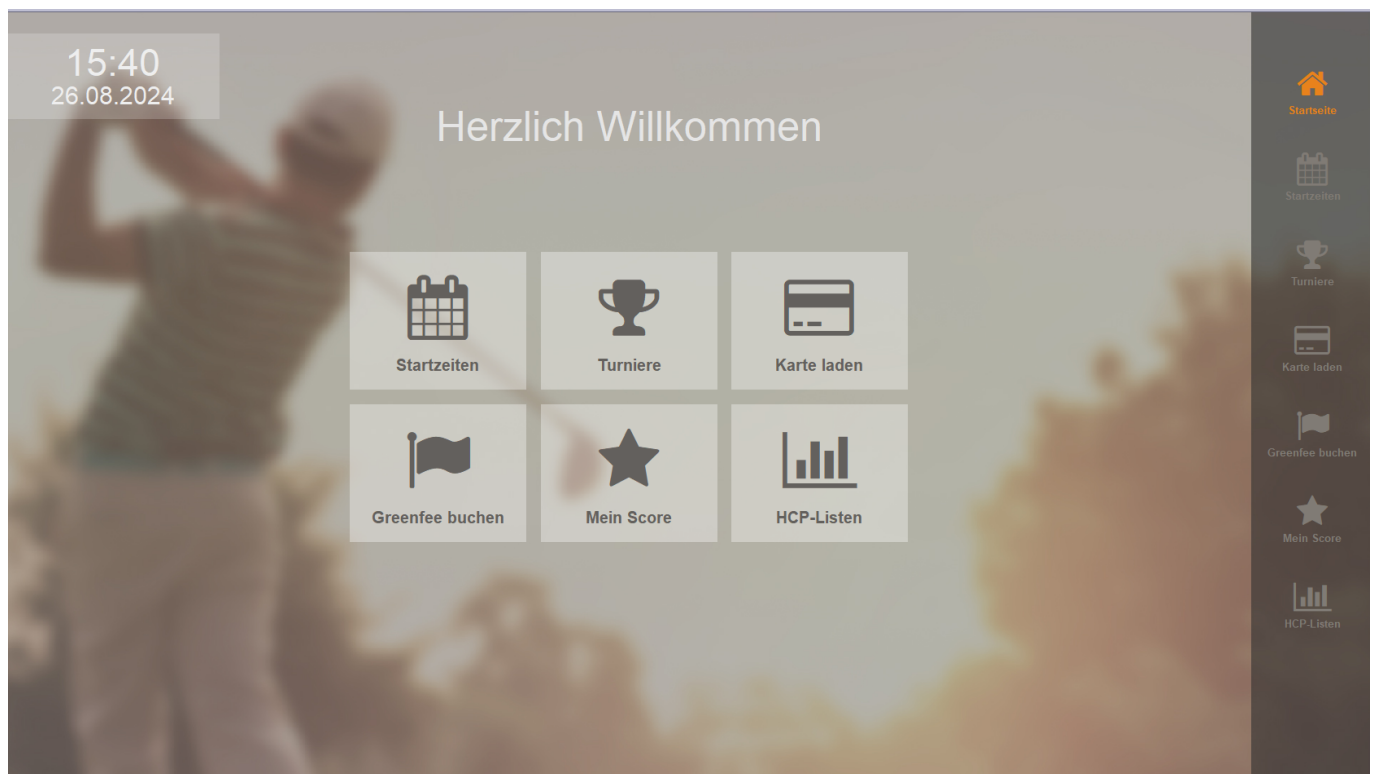 15:40
26.08.2024
Herzlich Willkommen
Startzeiten
Turniere
Karte laden
Greenfee buchen
Mein Score
HCP-Listen
Startseite
Startzeiten
Turniere
Karte laden
Greenfee buchen
Mein Score
HCP-Listen